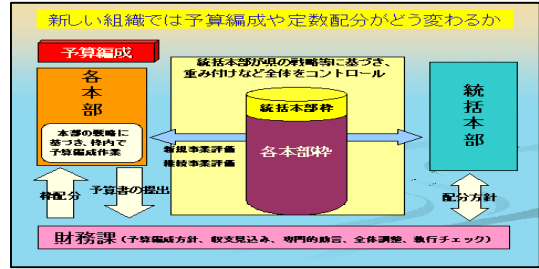 新しい組織では予算編成や定数配分がどう変わるか
予算編成
各本部
本部の戦略に
基づき、枠内で
予算編成作業
統括本部が県の戦略等に基づき、
重み付けなど全体をコントロール
統括本部枠
各本部枠
新規事業評価
継続事業評価
統括本部
枠配分
予算書の提出
配分方針
財務課(予算編成方針、収支見込み、専門的助言、全体調整、執行チェック)